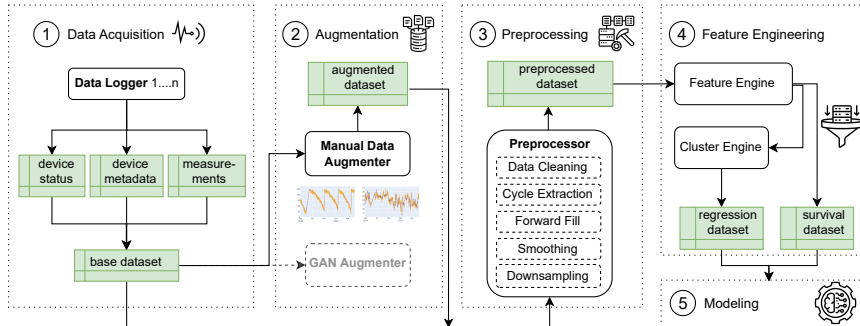 1 Data Acquisition
Data Logger 1....n
device
status
device
metadata
measure-
ments
base dataset
2 Augmentation
augmented
dataset
Manual Data
Augmenter
GAN Augmenter
3 Preprocessing
preprocessed
dataset
Preprocessor
Data Cleaning
Cycle Extraction
Forward Fill
Smoothing
Downsampling
4 Feature Engineering
Feature Engine
Cluster Engine
regression
dataset
survival
dataset
5 Modeling